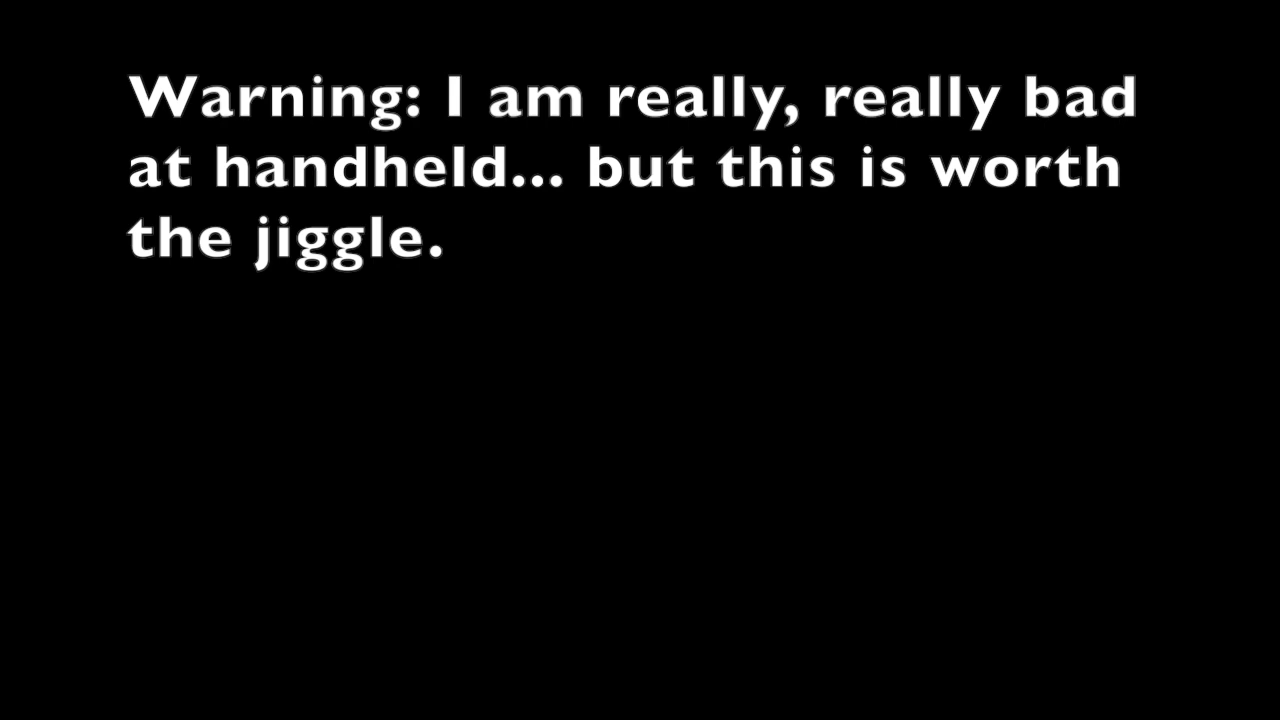 Warning: I am really, really bad
at handheld... but this is worth
the jiggle.